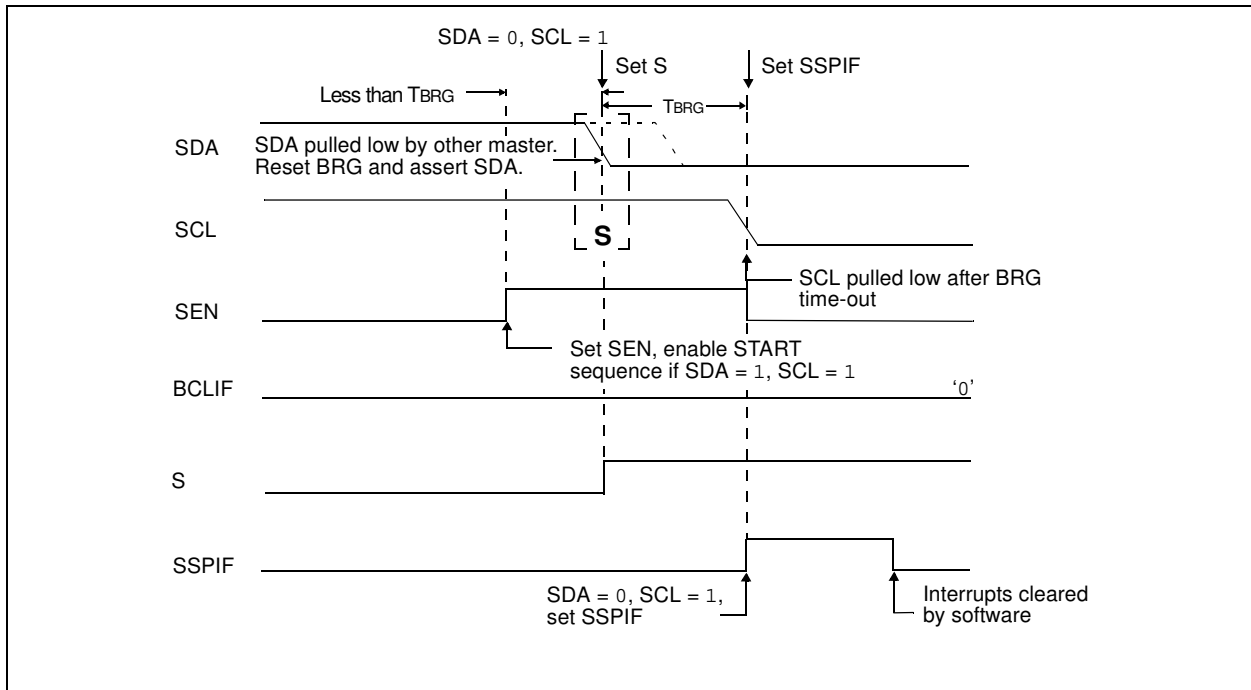 SDA = 0, SCL = 1
Set S
Set SSPIF
Less than TBRG
TBRG
SDA
SDA pulled low by other master.
Reset BRG and assert SDA.
SCL
S
SCL pulled low after BRG
time-out
SEN
Set SEN, enable START
sequence if SDA = 1, SCL = 1
BCLIF
‘0’
S
SSPIF
SDA = 0, SCL = 1,
set SSPIF
Interrupts cleared
by software